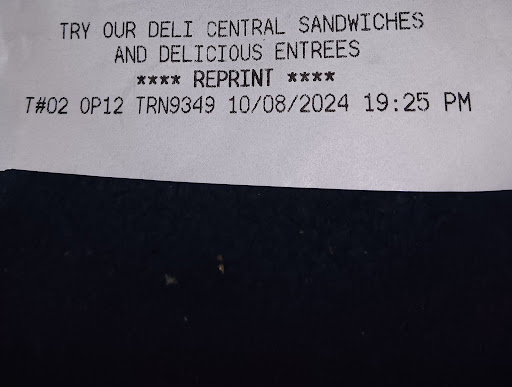 TRY OUR DELI CENTRAL SANDWICHES
AND DELICIOUS ENTREES
**** REPRINT ****
T#02 OP12 TRN9349 10/08/2024 19:25 PM